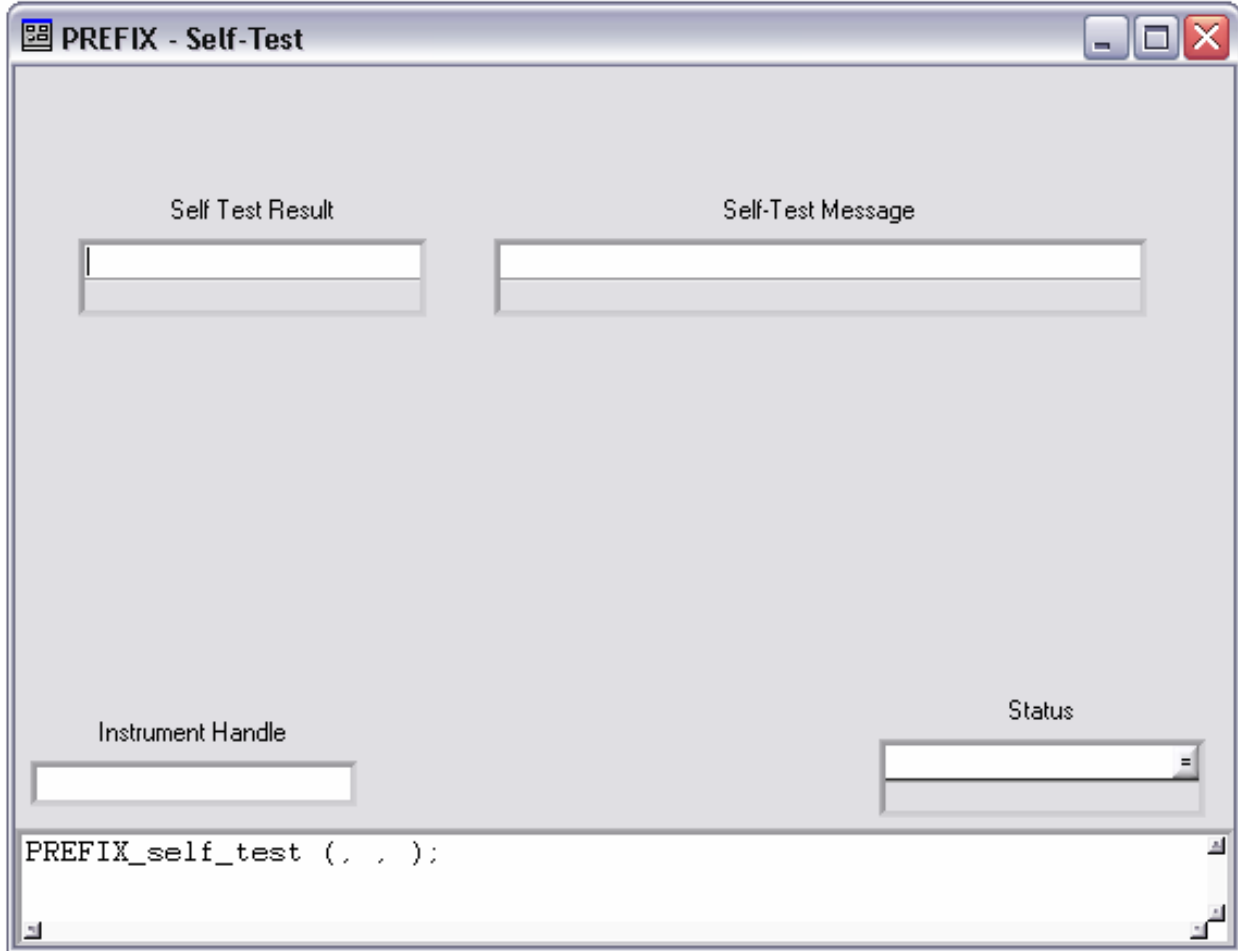 PREFIX - Self-Test
Self Test Result
Self-Test Message
Instrument Handle
Status
=
PREFIX_self_test (, , );